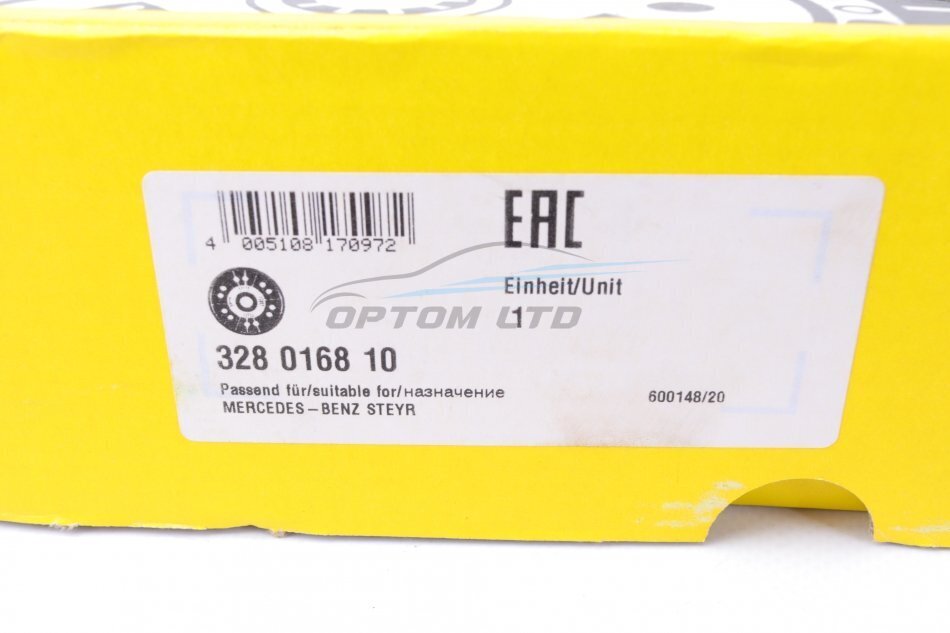 4 005108 170972
EAC
Einheit/Unit
1
OPTOM LTD
328 0168 10
Passend für/suitable for/назначение
MERCEDES-BENZ STEYR
600148/20